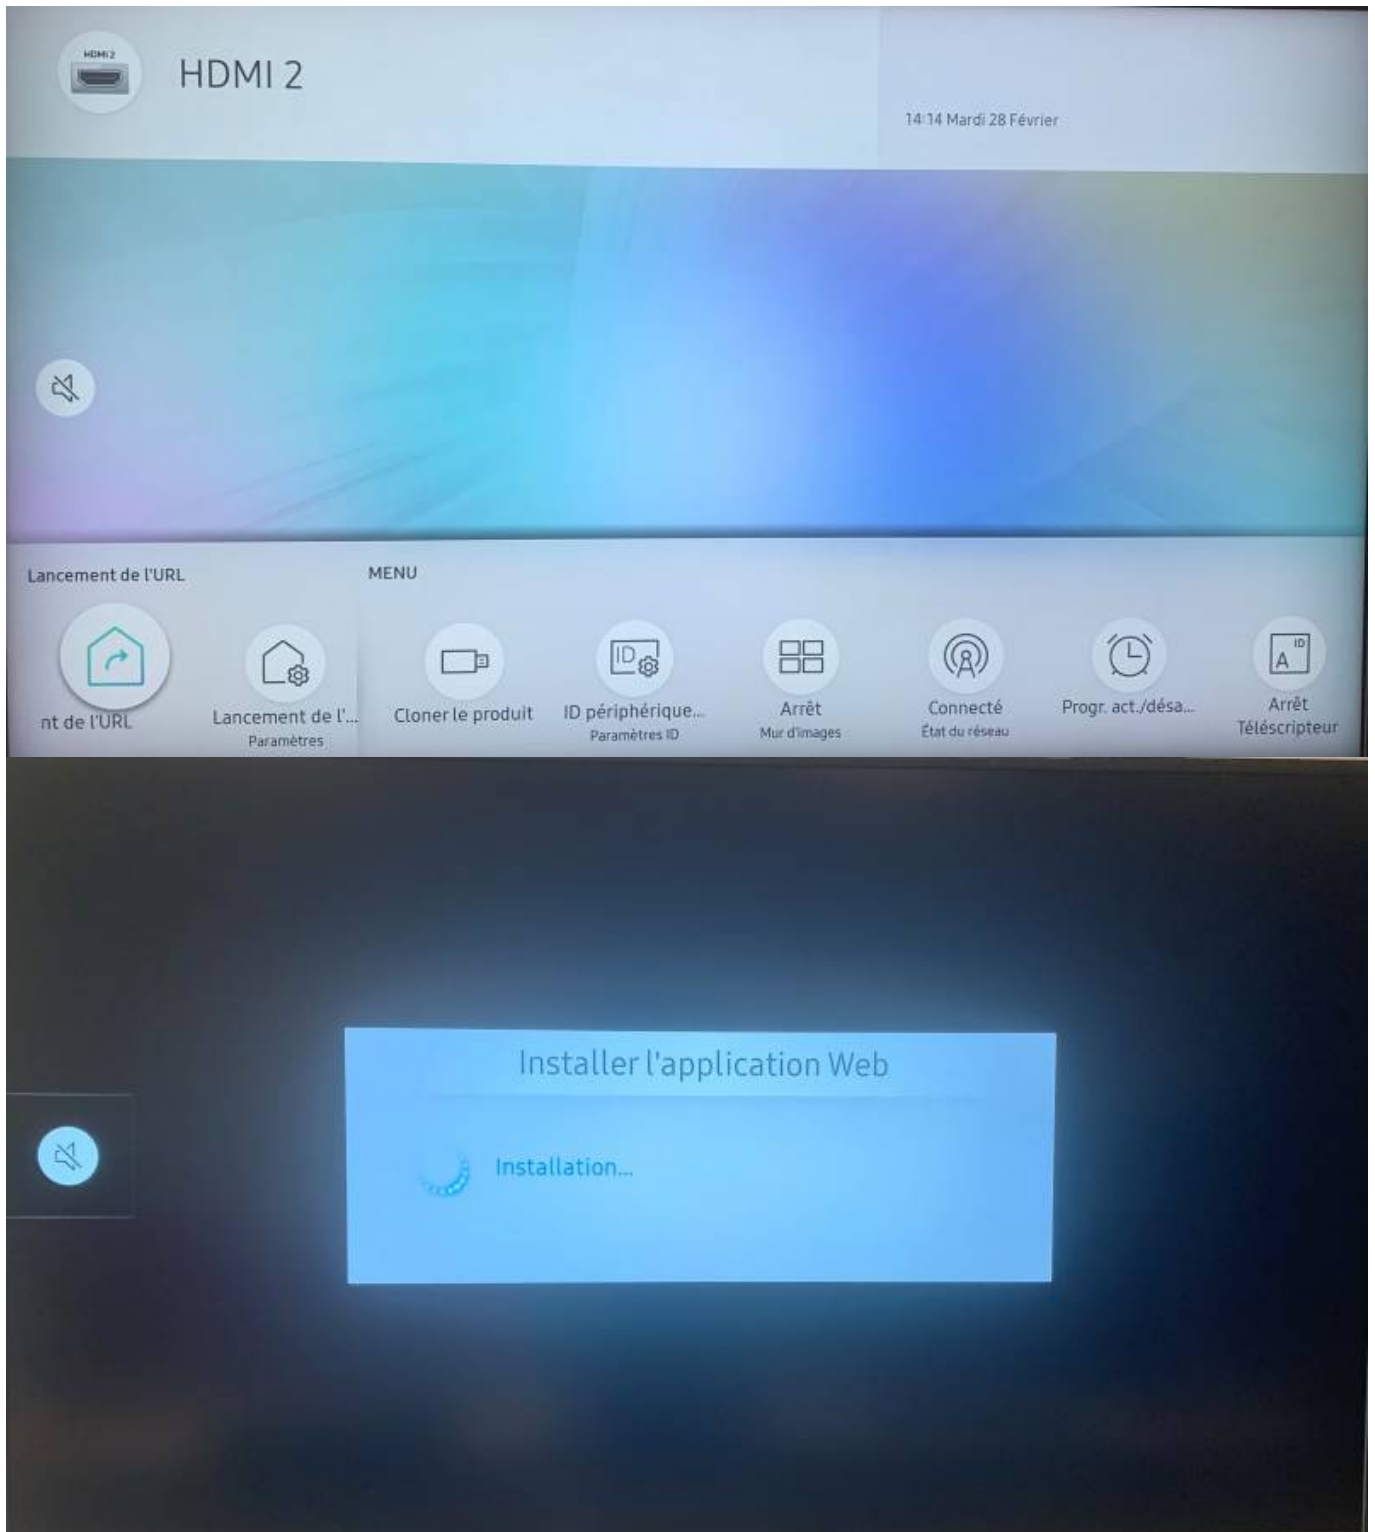 HDMI 2
HDMI 2
14:14 Mardi 28 Février
Lancement de l'URL
MENU
nt de l'URL
Lancement de l'...
Paramètres
Cloner le produit
ID
ID périphérique...
Paramètres ID
Arrêt
Mur d'images
Connecté
État du réseau
Progr. act./désa...
ID
A
Arrêt
Téléscripteur
Installer l'application Web
Installation...